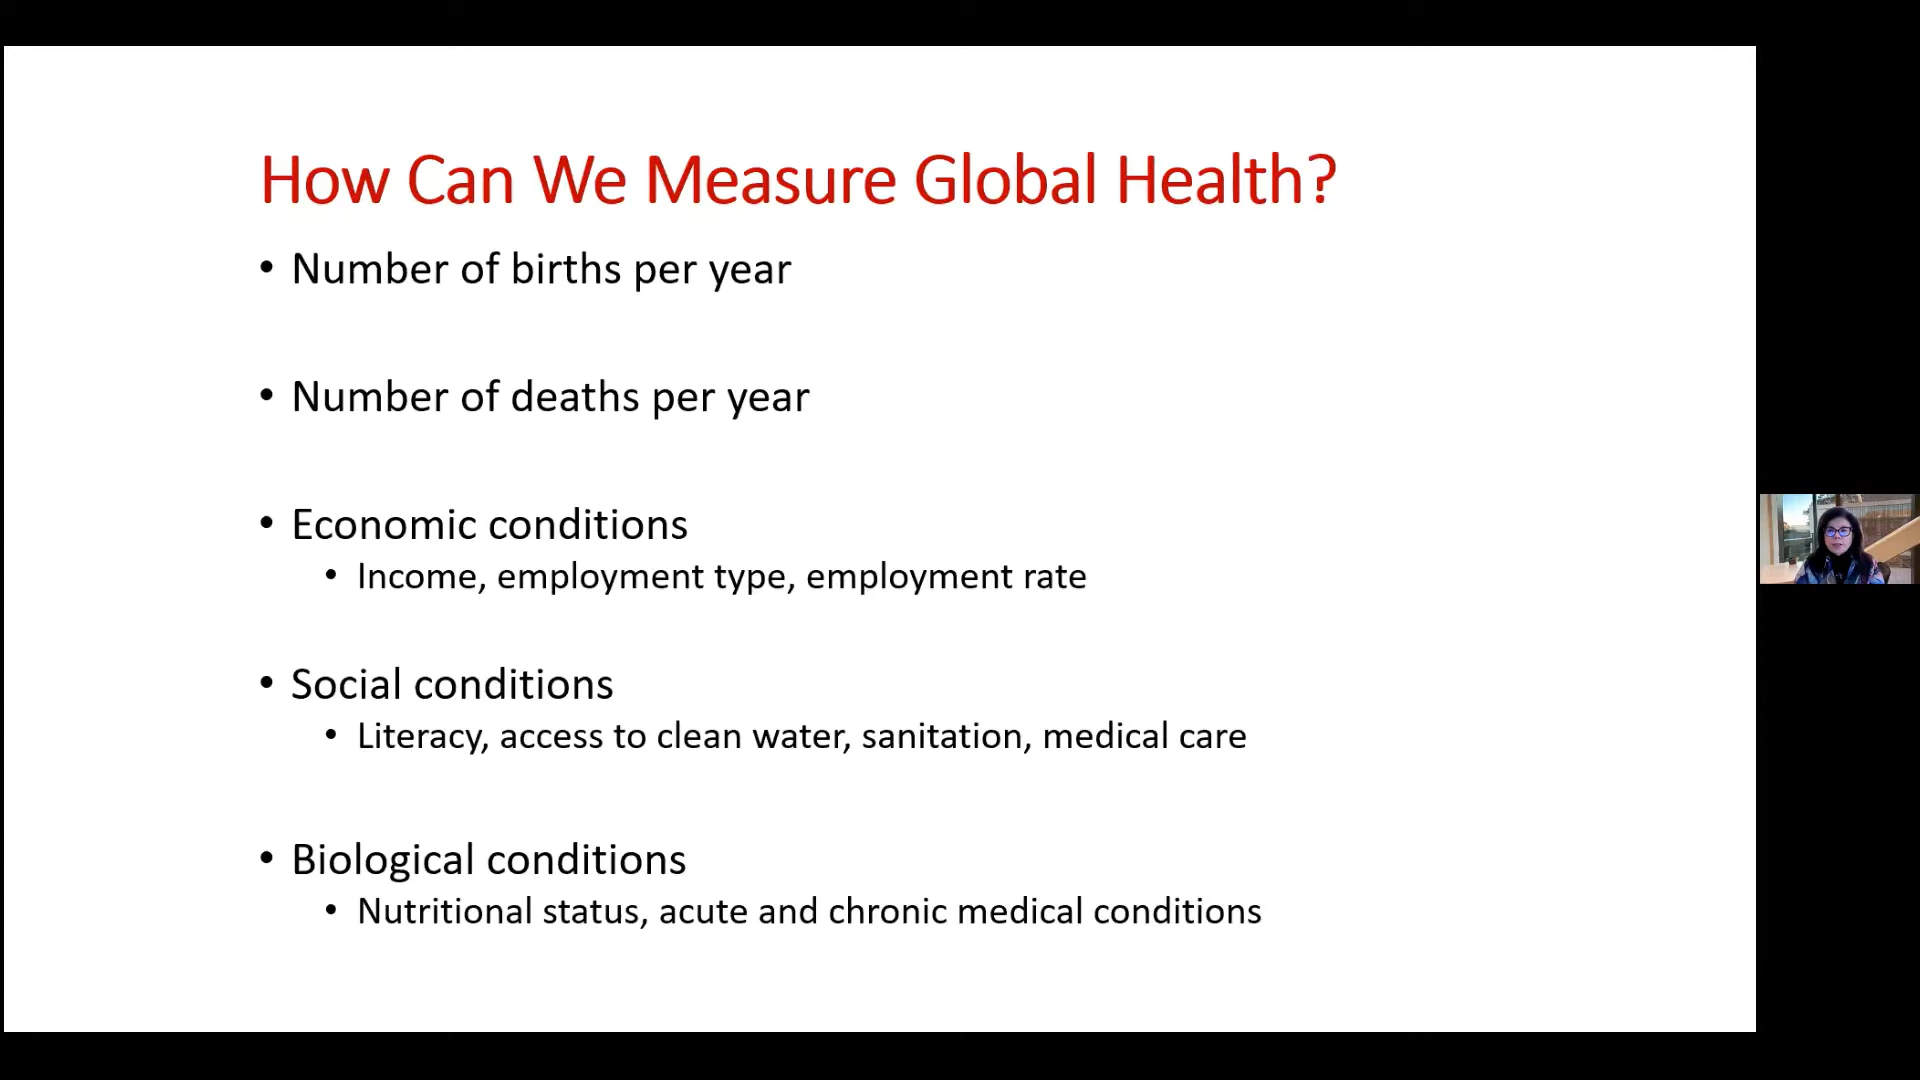 How Can We Measure Global Health?
• Number of births per year
• Number of deaths per year
• Economic conditions
• Income, employment type, employment rate
• Social conditions
• Literacy, access to clean water, sanitation, medical care
• Biological conditions
• Nutritional status, acute and chronic medical conditions